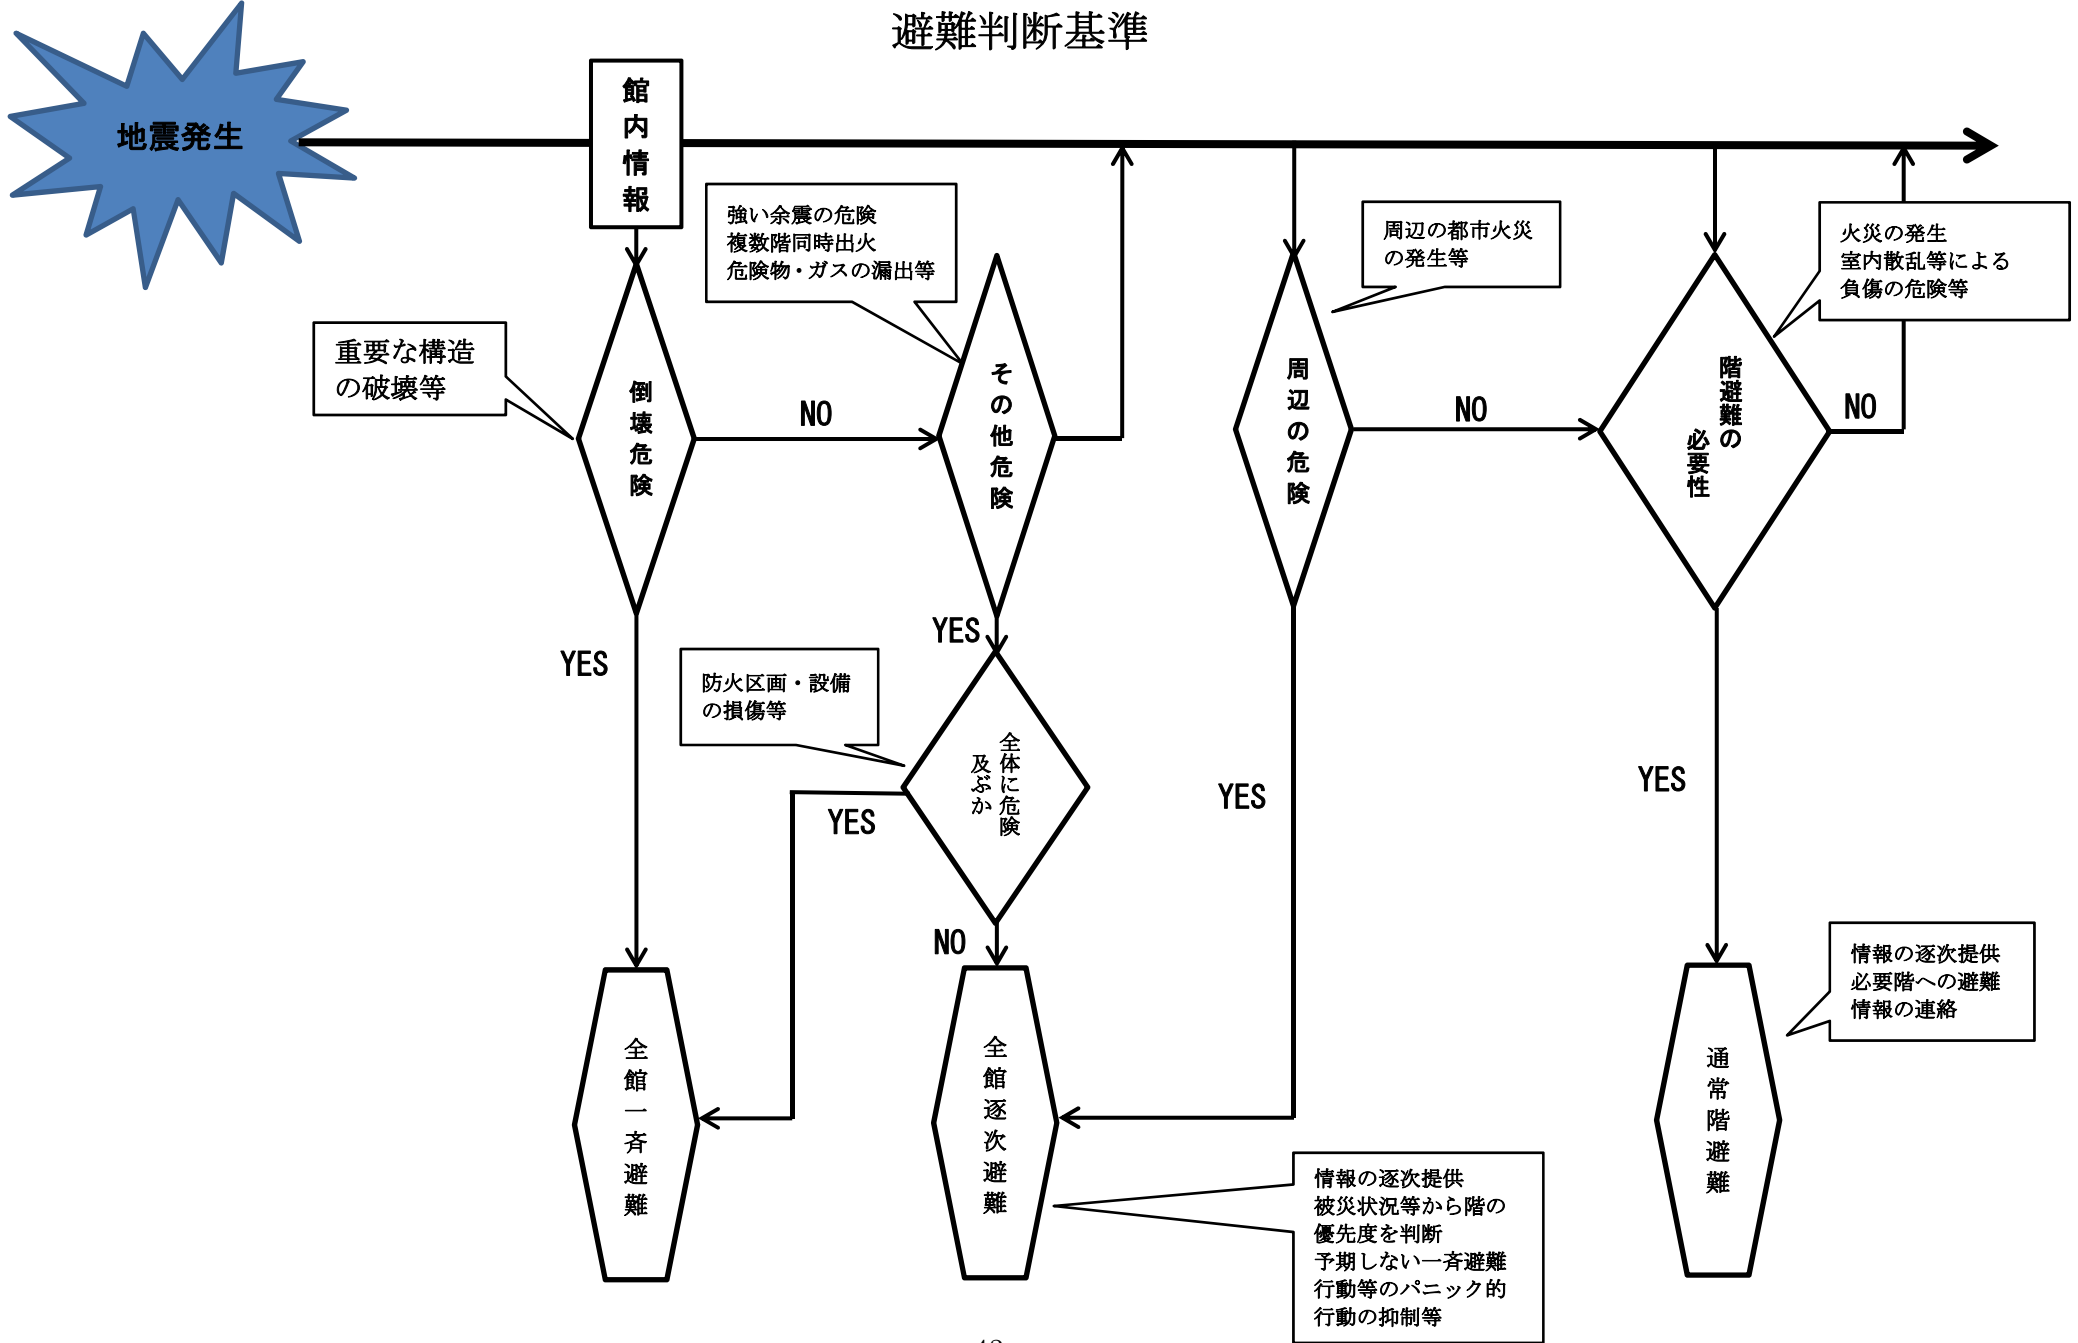 避難判断基準
地震発生
館内情報
強い余震の危険
複数階同時出火
危険物・ガスの漏出等
周辺の都市火災
の発生等
火災の発生
室内散乱等による
負傷の危険等
重要な構造
の破壊等
倒壊危険
NO
その他危険
周辺の危険
NO
階避難の
必要性
NO
YES
YES
防火区画・設備
の損傷等
全体に危険
及ぶか
YES
YES
YES
NO
情報の逐次提供
必要階への避難
情報の連絡
全館一斉避難
全館逐次避難
通常階避難
情報の逐次提供
被災状況等から階の
優先度を判断
予期しない一斉避難
行動等のパニック的
行動の抑制等